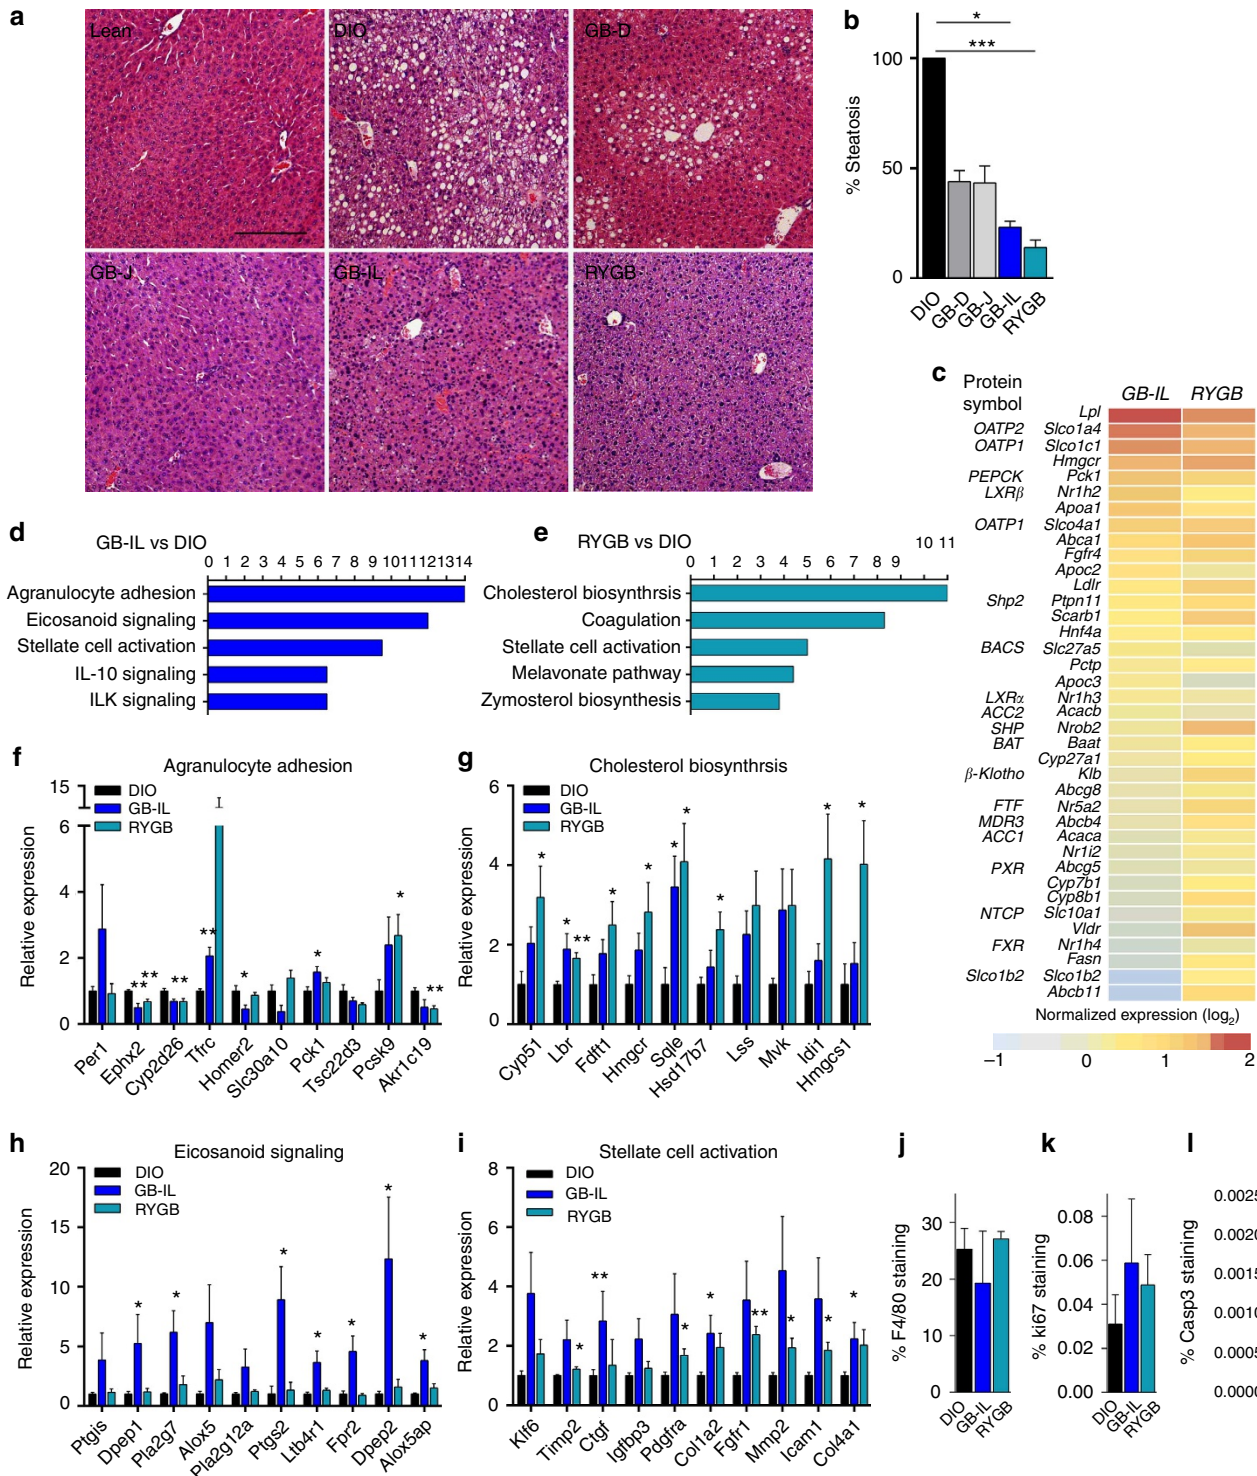 a
Lean
DIO
GB-D
GB-J
GB-IL
RYGB
b
*
***
% Steatosis
100
50
0
DIO
GB-D
GB-J
GB-IL
RYGB
c
Protein symbol
GB-IL RYGB
Lpl
OATP2 Slco1a4
OATP1 Slco1c1
Hmgcr
PEPCK Pck1
LXRβ Nr1h2
Apoa1
OATP1 Slco4a1
Abca1
Fgfr4
Apoc2
Ldlr
Shp2 Ptpn11
Scarb1
Hnf4a
BACS Slc27a5
Pctp
Apoc3
LXRα Nr1h3
ACC2 Acacb
SHP Nrob2
BAT Baat
Cyp27a1
β-Klotho Klb
Abcg8
FTF Nr5a2
MDR3 Abcb4
ACC1 Acaca
Nr1i2
PXR Abcg5
Cyp7b1
Cyp8b1
NTCP Slc10a1
Vldr
FXR Nr1h4
Fasn
Slco1b2 Slco1b2
Abcb11
Normalized expression (log2)
−1 0 1 2
d
GB-IL vs DIO
0 1 2 3 4 5 6 7 8 9 10 11 12 13 14
Agranulocyte adhesion
Eicosanoid signaling
Stellate cell activation
IL-10 signaling
ILK signaling
e
RYGB vs DIO
0 1 2 3 4 5 6 7 8 9 10 11
Cholesterol biosynthrsis
Coagulation
Stellate cell activation
Melavonate pathway
Zymosterol biosynthesis
f
Agranulocyte adhesion
DIO
GB-IL
RYGB
Relative expression
15
6
4
2
0
** ** ** ** * * * **
Per1
Ephx2
Cyp2d26
Tfrc
Homer2
Slc30a10
Pck1
Tsc22d3
Pcsk9
Akr1c19
g
Cholesterol biosynthrsis
DIO
GB-IL
RYGB
Relative expression
6
4
2
0
* * ** * * * * * * *
Cyp51
Lbr
Fdft1
Hmgcr
Sqle
Hsd17b7
Lss
Mvk
Idi1
Hmgcs1
h
Eicosanoid signaling
DIO
GB-IL
RYGB
Relative expression
20
15
10
5
0
* * * * * * *
Ptgis
Dpep1
Pla2g7
Alox5
Pla2g12a
Ptgs2
Ltb4r1
Fpr2
Dpep2
Alox5ap
i
Stellate cell activation
DIO
GB-IL
RYGB
Relative expression
8
6
4
2
0
* ** * * ** * * *
Klf6
Timp2
Ctgf
Igfbp3
Pdgfra
Col1a2
Fgfr1
Mmp2
Icam1
Col4a1
j
% F4/80 staining
30
20
10
0
DIO
GB-IL
RYGB
k
% ki67 staining
0.08
0.06
0.04
0.02
0.00
DIO
GB-IL
RYGB
l
% Casp3 staining
0.0025
0.0020
0.0015
0.0010
0.0005
0.0000